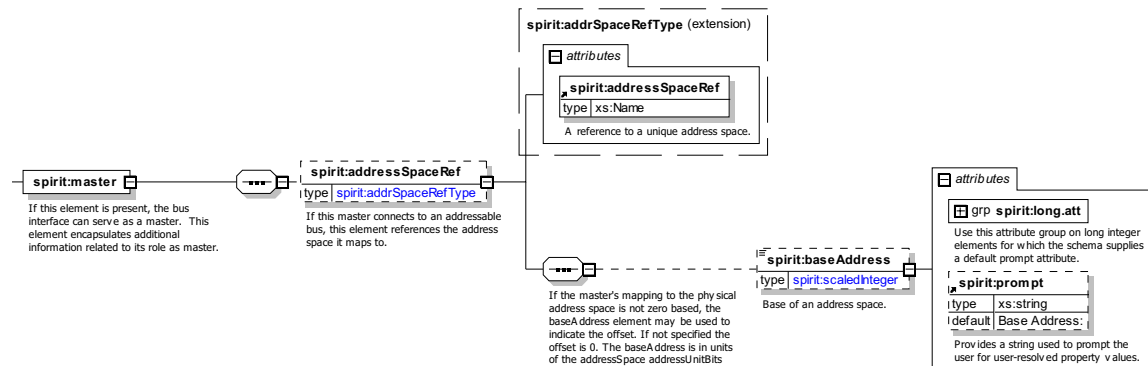 spirit:addrSpaceRefType (extension)
attributes
spirit:addressSpaceRef
type xs:Name
A reference to a unique address space.
spirit:master
If this element is present, the bus
interface can serve as a master. This
element encapsulates additional
information related to its role as master.
spirit:addressSpaceRef
type spirit:addrSpaceRefType
If this master connects to an addressable
bus, this element references the address
space it maps to.
If the master's mapping to the physical
address space is not zero based, the
baseAddress element may be used to
indicate the offset. If not specified the
offset is 0. The baseAddress is in units
of the addressSpace addressUnitBits
spirit:baseAddress
type spirit:scaledInteger
Base of an address space.
attributes
grp spirit:long.att
Use this attribute group on long integer
elements for which the schema supplies
a default prompt attribute.
spirit:prompt
type xs:string
default Base Address:
Provides a string used to prompt the
user for user-resolved property values.